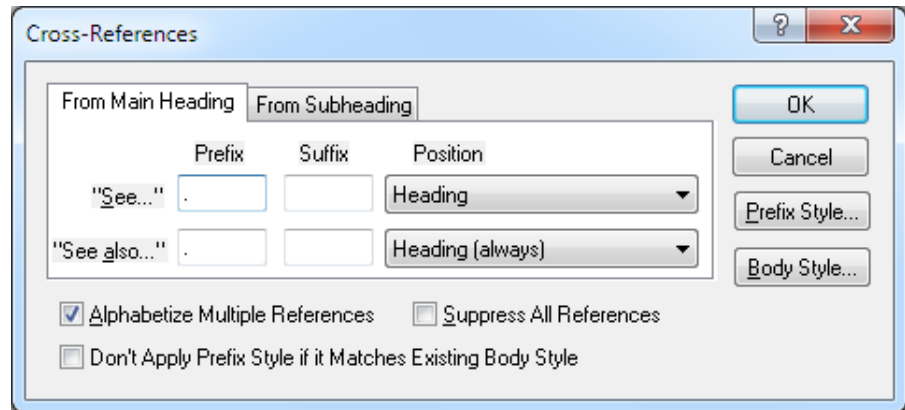 Cross-References
?
X
From Main Heading From Subheading
OK
Prefix Suffix Position
Cancel
"See..." . Heading
Prefix Style...
"See also..." . Heading (always)
Body Style...
Alphabetize Multiple References Suppress All References
Don't Apply Prefix Style if it Matches Existing Body Style